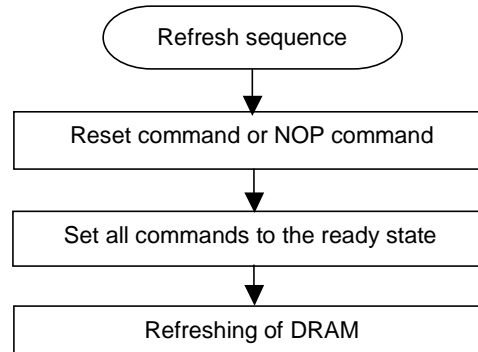 Refresh sequence
Reset command or NOP command
Set all commands to the ready state
Refreshing of DRAM